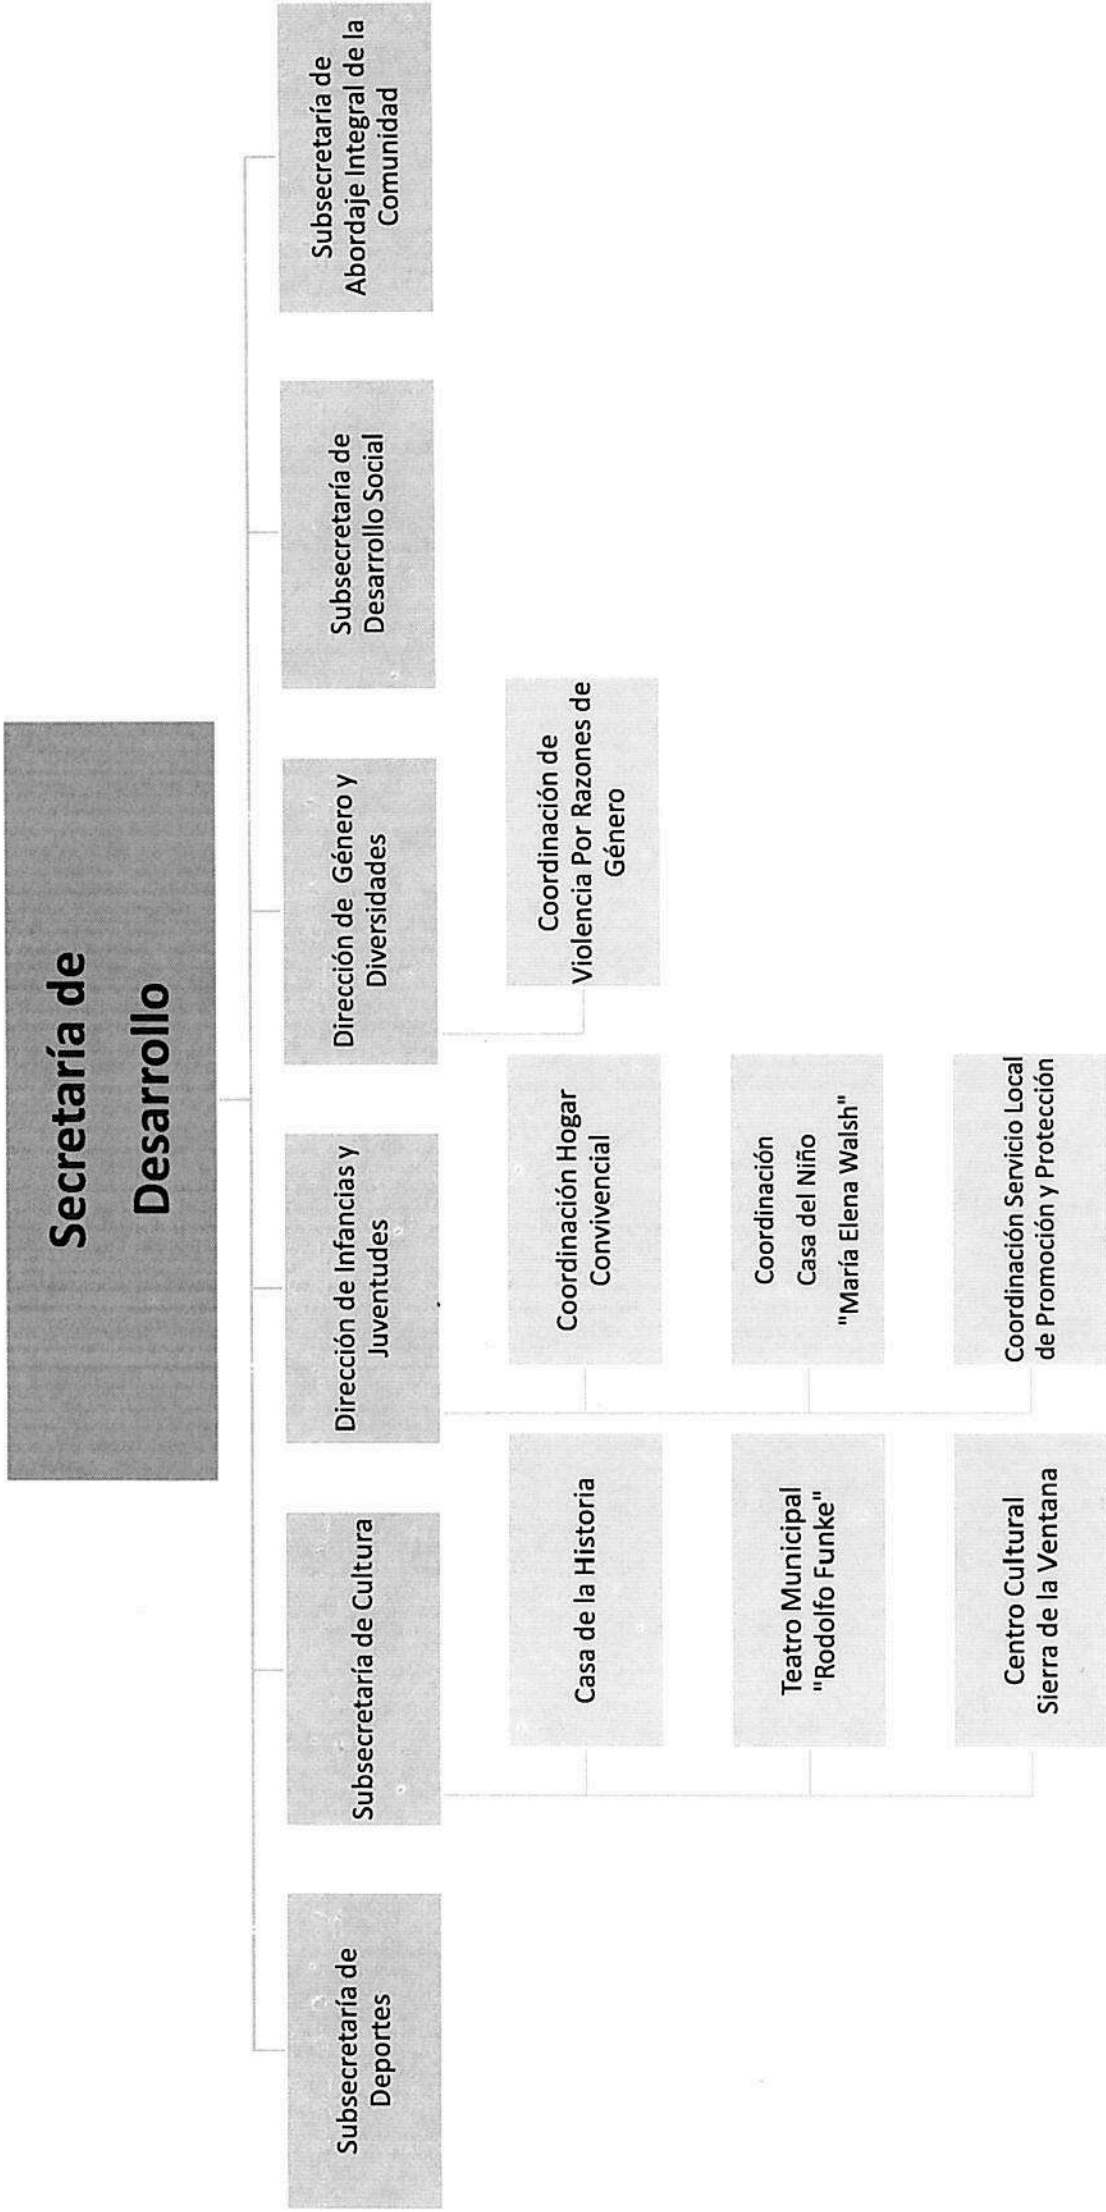 Secretaría de
Desarrollo
Subsecretaría de
Deportes
Subsecretaría de Cultura
Dirección de Infancias y
Juventudes
Dirección de Género y
Diversidades
Subsecretaría de
Desarrollo Social
Subsecretaría de
Abordaje Integral de la
Comunidad
Casa de la Historia
Teatro Municipal
"Rodolfo Funke"
Centro Cultural
Sierra de la Ventana
Coordinación Hogar
Convivencial
Coordinación
Casa del Niño
"María Elena Walsh"
Coordinación Servicio Local
de Promoción y Protección
Coordinación de
Violencia Por Razones de
Género